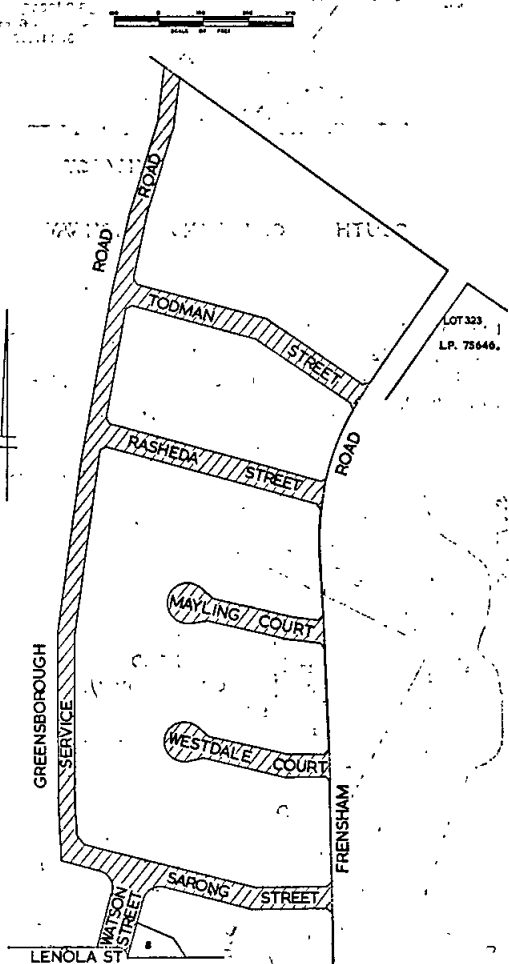 SCALE OF FEET
ROAD
ROAD
TODMAN
STREET
LOT 323
L.P. 75646.
ROAD
RASHEDA
STREET
MAYLING COURT
GREENSBOROUGH
SERVICE
WESTDALE COURT
FRENSHAM
SARONG
STREET
WATSON
STREET
8
LENOLA ST